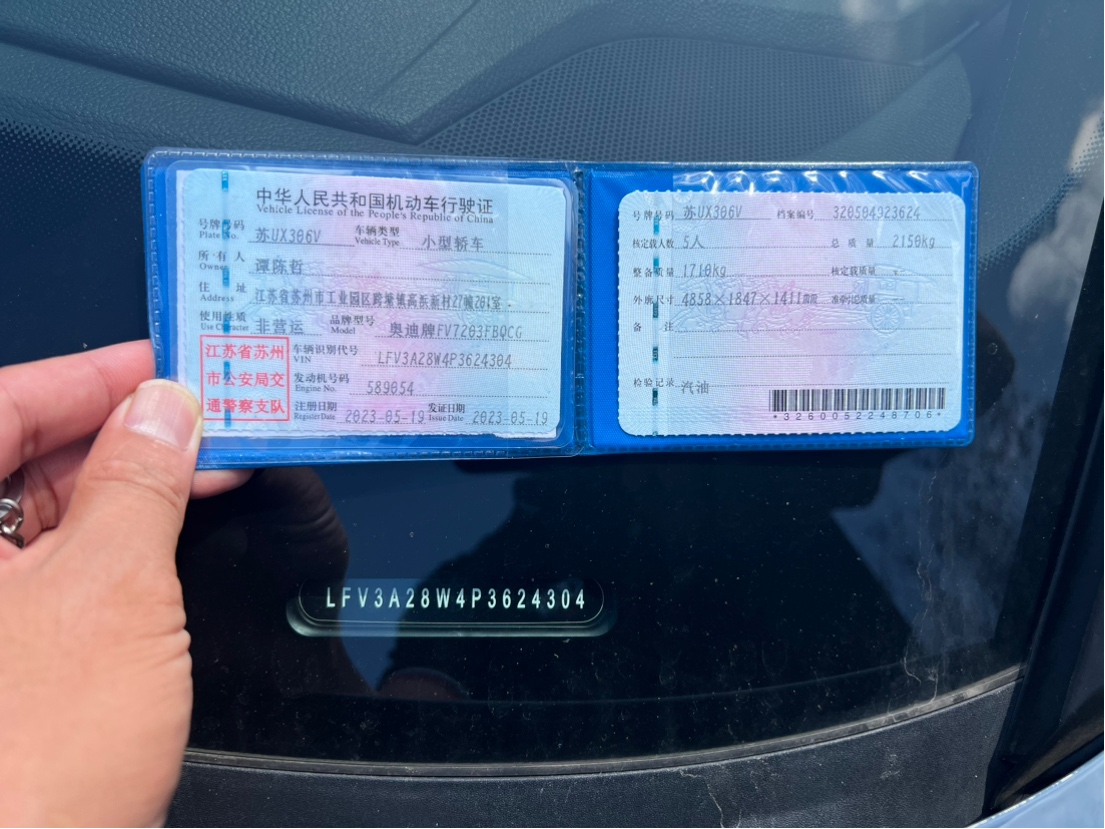 中华人民共和国机动车行驶证
Vehicle License of the People's Republic of China
号牌号码 Plate No. 苏UX306V 车辆类型 Vehicle Type 小型轿车
所有人 Owner 谭陈哲
住址 Address 江苏省苏州市工业园区跨塘镇高东新村27幢201室
使用性质 Use Character 非营运 品牌型号 Model 奥迪牌FV7203FBQCG
江苏省苏州市公安局交通警察支队
车辆识别代号 VIN LFV3A28W4P3624304
发动机号码 Engine No. 589054
注册日期 Register Date 2023-05-19 发证日期 Issue Date 2023-05-19
号牌号码 苏UX306V 档案编号 320504923624
核定载人数 5人 总质量 2150kg
整备质量 1710kg 核定载质量 --
外廓尺寸 4858×1847×1411mm 准牵引总质量 --
备注
检验记录 汽油
*3260052246706*
LFV3A28W4P3624304